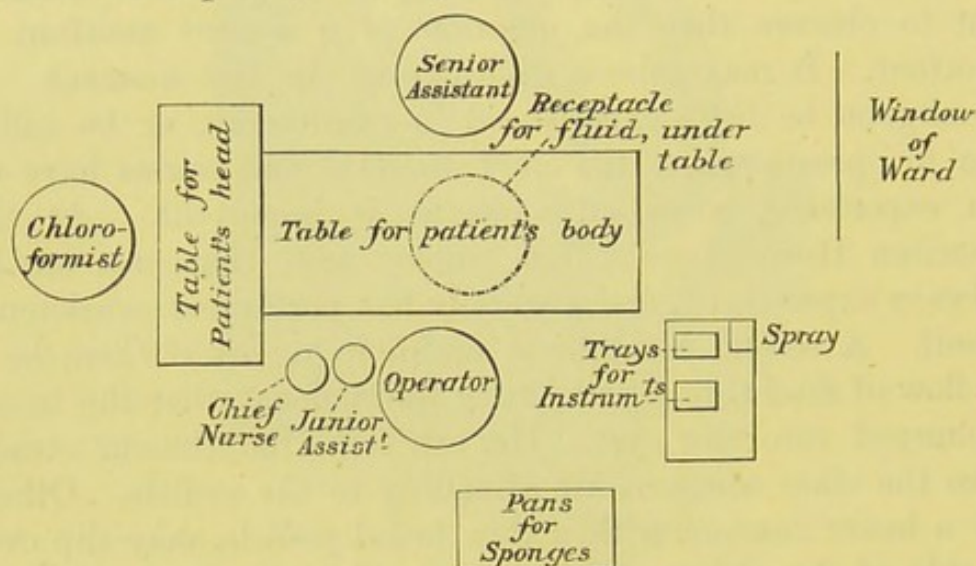 Senior
Assistant
Receptacle
for fluid, under
table
Window
of
Ward
Chloro-
formist
Table for
Patient's head
Table for patient's body
Trays
for
Instrum.ts
Spray
Operator
Chief
Nurse
Junior
Assist.t
Pans
for
Sponges